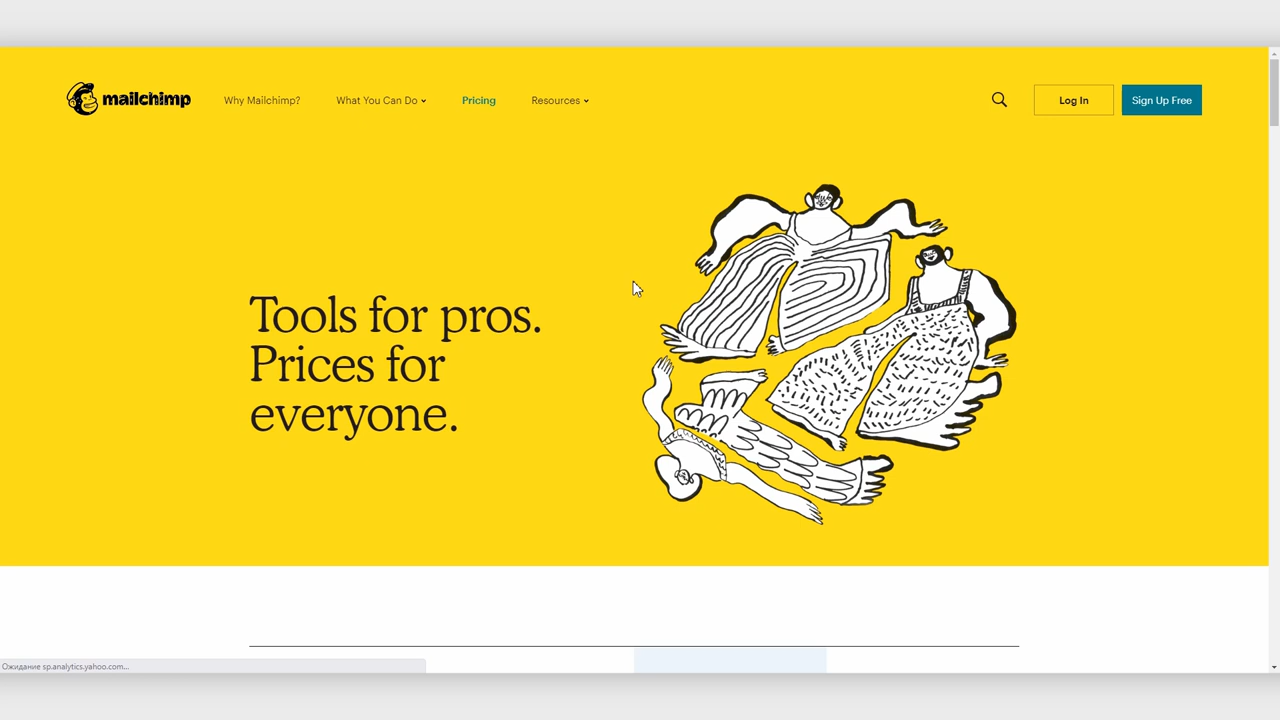 mailchimp
Why Mailchimp?
What You Can Do
Pricing
Resources
Log In
Sign Up Free
Tools for pros.
Prices for
everyone.
Ожидание sp.analytics.yahoo.com...